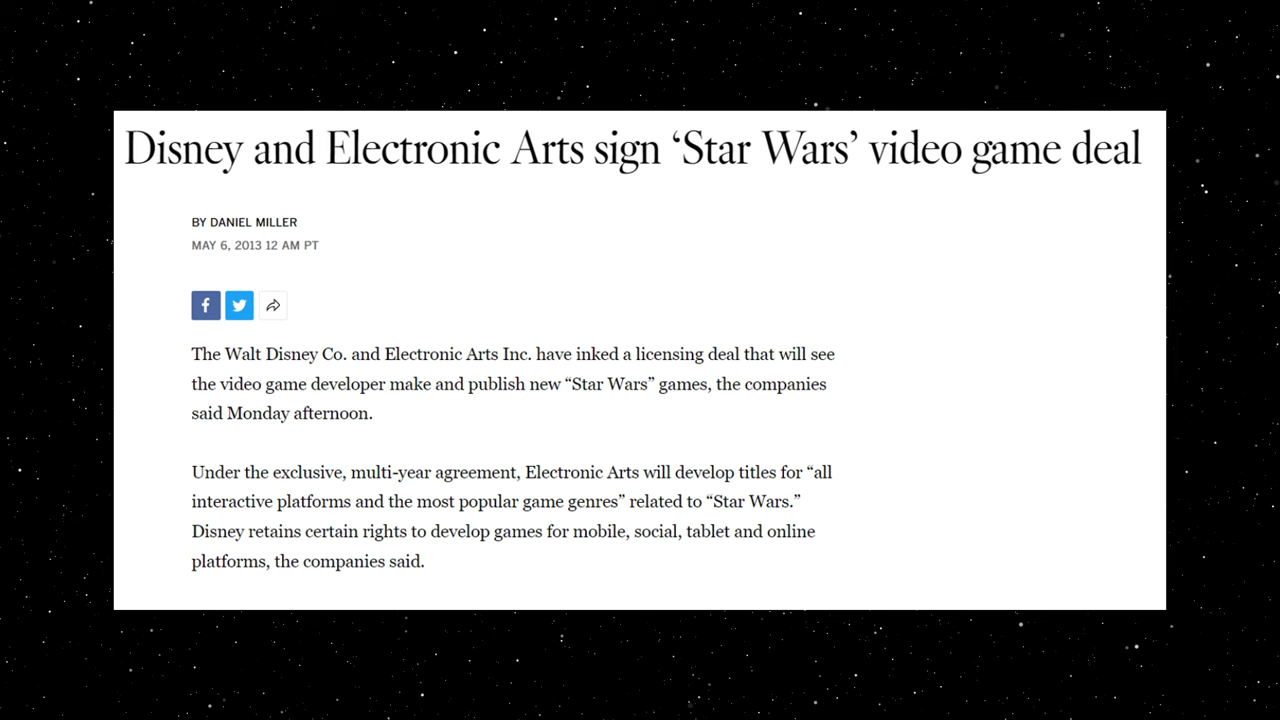 Disney and Electronic Arts sign ‘Star Wars’ video game deal
BY DANIEL MILLER
MAY 6, 2013 12 AM PT
The Walt Disney Co. and Electronic Arts Inc. have inked a licensing deal that will see
the video game developer make and publish new “Star Wars” games, the companies
said Monday afternoon.
Under the exclusive, multi-year agreement, Electronic Arts will develop titles for “all
interactive platforms and the most popular game genres” related to “Star Wars.”
Disney retains certain rights to develop games for mobile, social, tablet and online
platforms, the companies said.